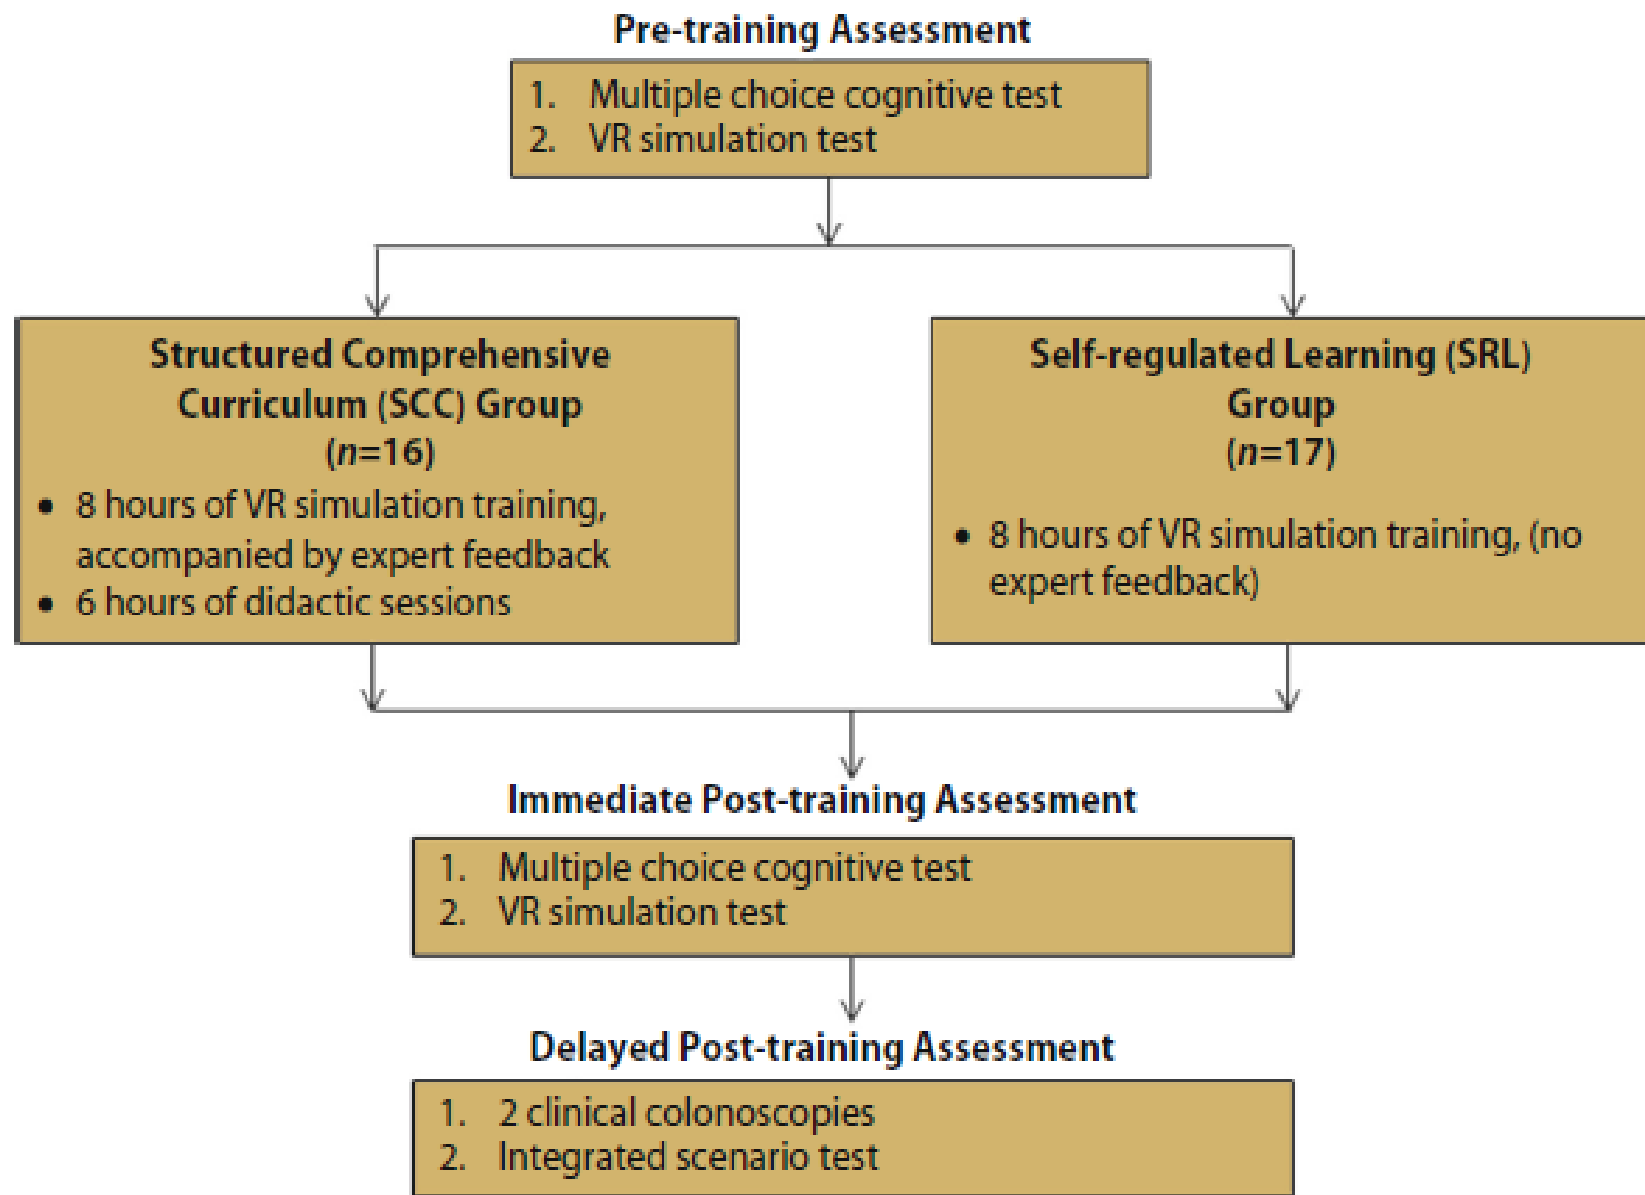 Pre-training Assessment
1. Multiple choice cognitive test
2. VR simulation test
Structured Comprehensive
Curriculum (SCC) Group
(n=16)
• 8 hours of VR simulation training,
accompanied by expert feedback
• 6 hours of didactic sessions
Self-regulated Learning (SRL)
Group
(n=17)
• 8 hours of VR simulation training, (no
expert feedback)
Immediate Post-training Assessment
1. Multiple choice cognitive test
2. VR simulation test
Delayed Post-training Assessment
1. 2 clinical colonoscopies
2. Integrated scenario test